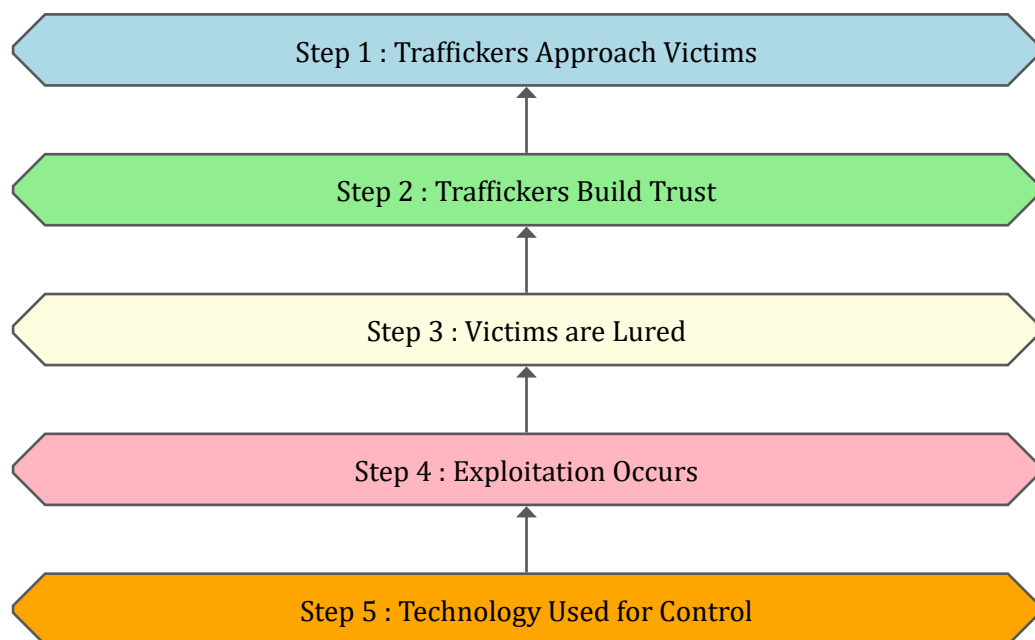 Step 1 : Traffickers Approach Victims
Step 2 : Traffickers Build Trust
Step 3 : Victims are Lured
Step 4 : Exploitation Occurs
Step 5 : Technology Used for Control